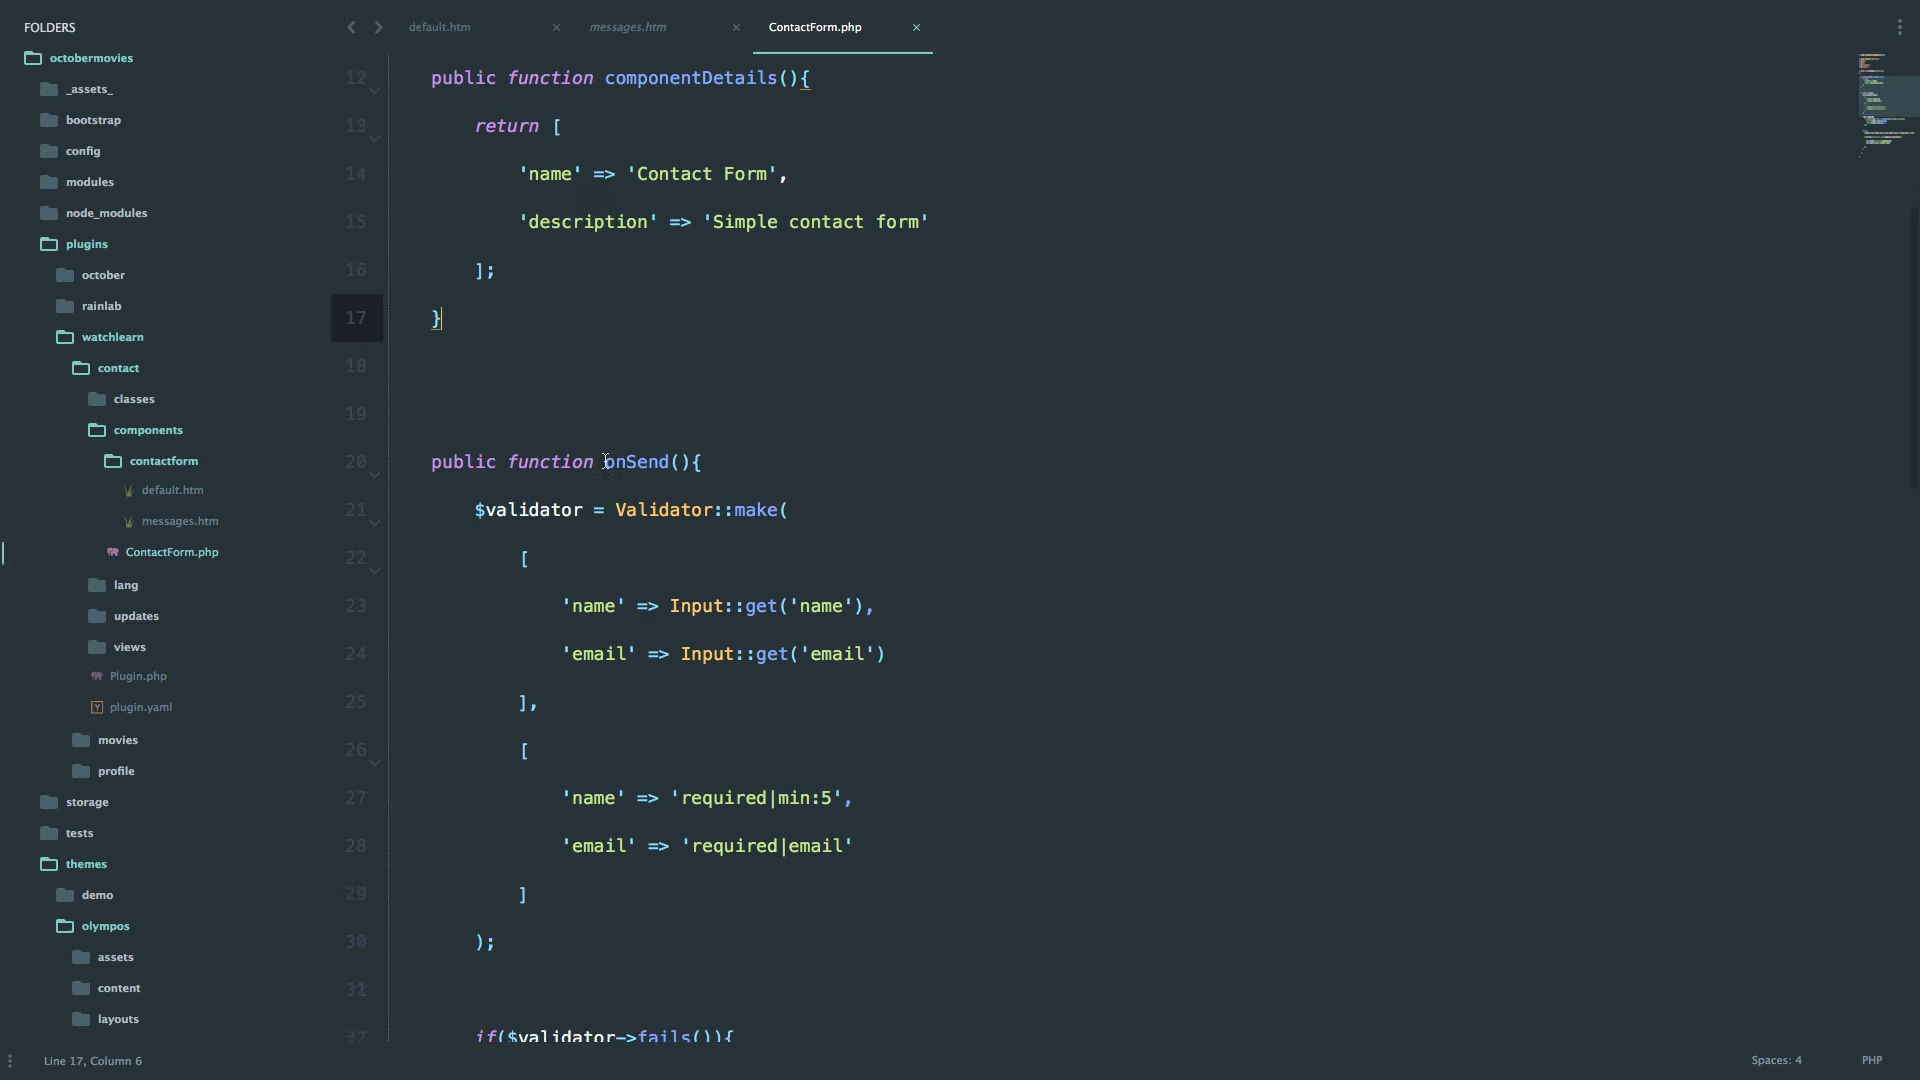 FOLDERS
octobermovies
_assets_
bootstrap
config
modules
node_modules
plugins
october
rainlab
watchlearn
contact
classes
components
contactform
default.htm
messages.htm
ContactForm.php
lang
updates
views
Plugin.php
plugin.yaml
movies
profile
storage
tests
themes
demo
olympos
assets
content
layouts
default.htm
messages.htm
ContactForm.php
12 public function componentDetails(){
13 return [
14 'name' => 'Contact Form',
15 'description' => 'Simple contact form'
16 ];
17 }
18
19
20 public function onSend(){
21 $validator = Validator::make(
22 [
23 'name' => Input::get('name'),
24 'email' => Input::get('email')
25 ],
26 [
27 'name' => 'required|min:5',
28 'email' => 'required|email'
29 ]
30 );
31
if($validator->fails()){
Line 17, Column 6
Spaces: 4
PHP